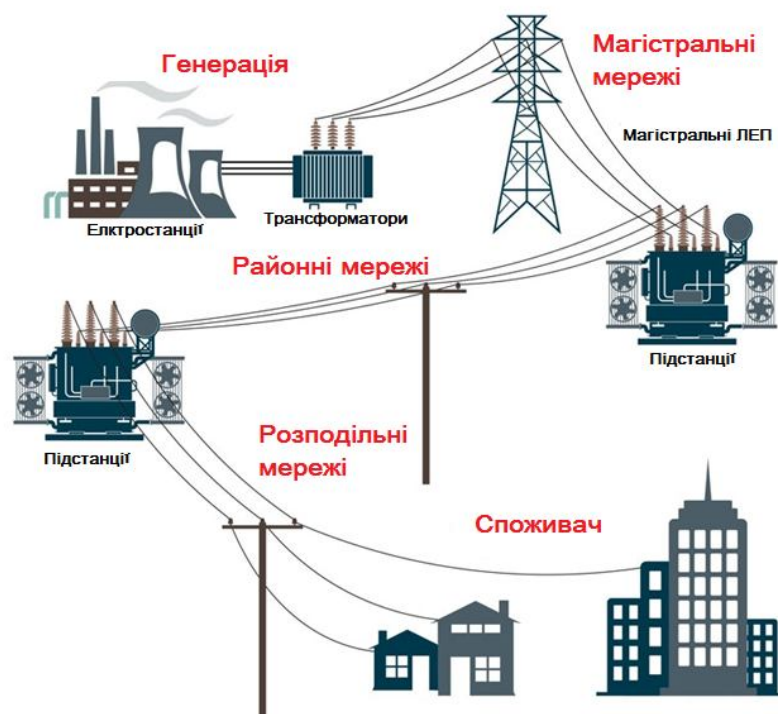 Генерація
Магістральні
мережі
Магістральні ЛЕП
Елктростанції
Трансформатори
Районні мережі
Підстанції
Підстанції
Розподільні
мережі
Споживач